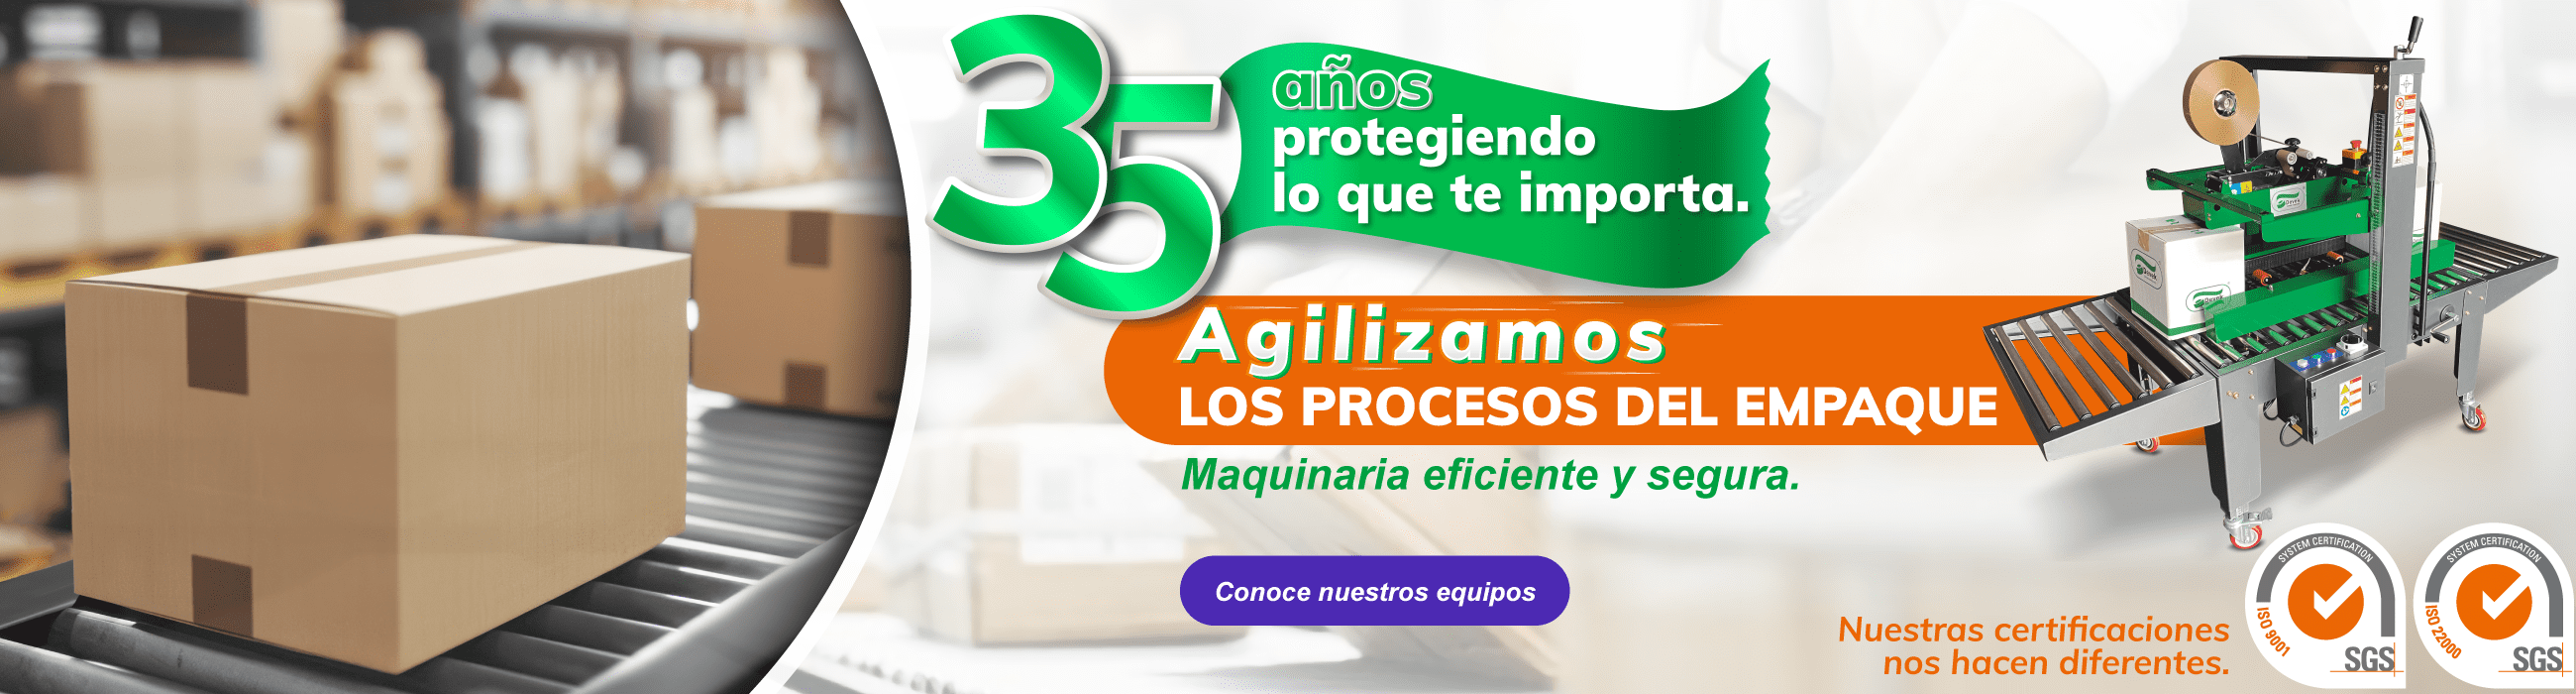 35
años
protegiendo
lo que te importa.
Agilizamos
LOS PROCESOS DEL EMPAQUE
Maquinaria eficiente y segura.
Conoce nuestros equipos
Nuestras certificaciones
nos hacen diferentes.
SYSTEM CERTIFICATION
ISO 9001
SGS
SYSTEM CERTIFICATION
ISO 22000
SGS